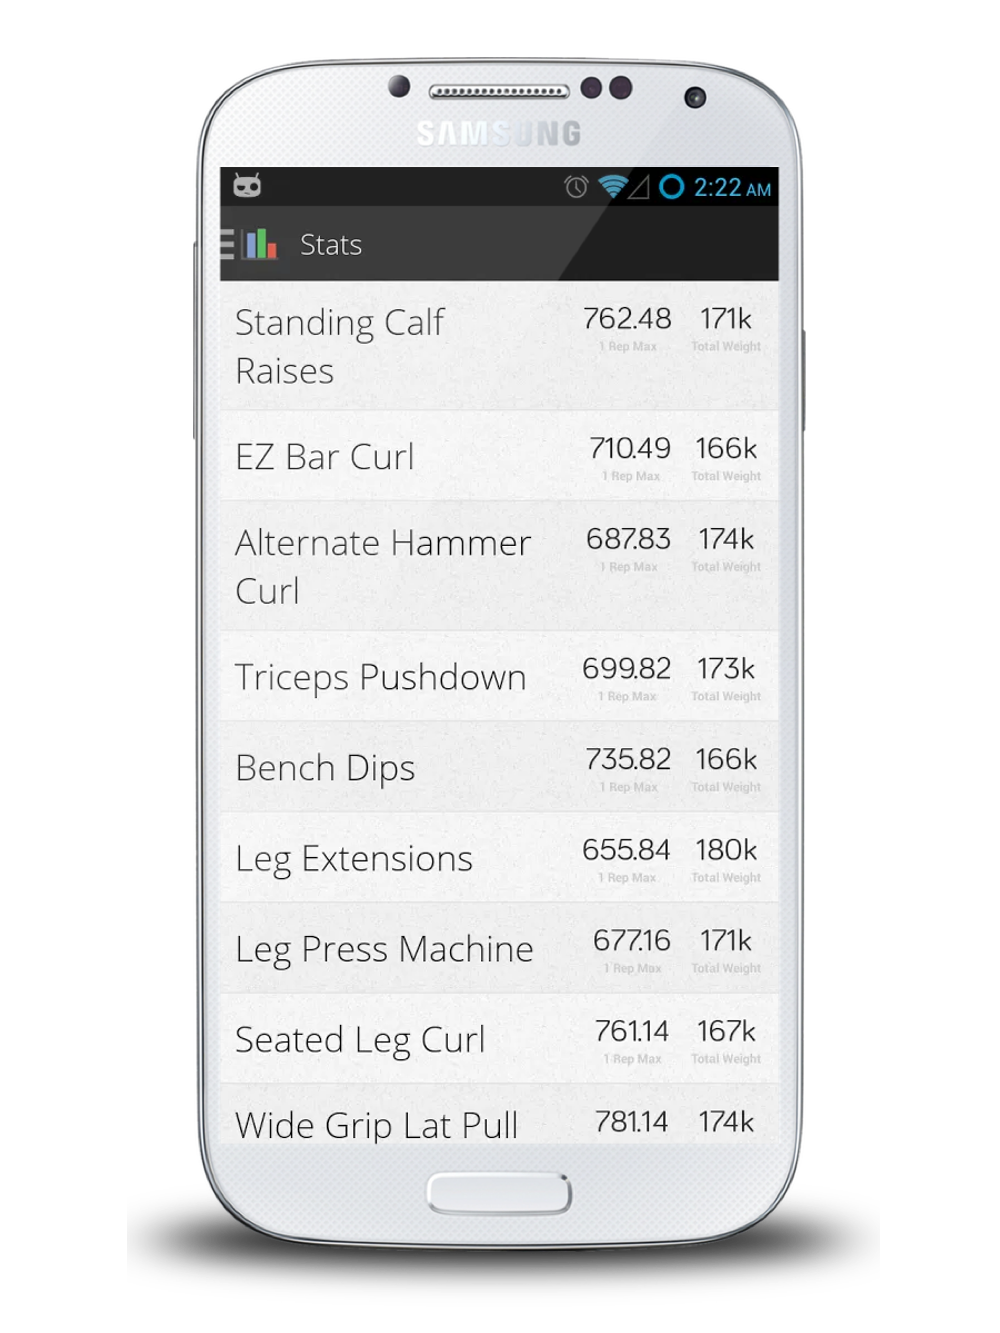 SAMSUNG
2:22 AM
Stats
Standing Calf
Raises
762.48
171k
1 Rep Max
Total Weight
EZ Bar Curl
710.49
166k
1 Rep Max
Total Weight
Alternate Hammer
Curl
687.83
174k
1 Rep Max
Total Weight
Triceps Pushdown
699.82
173k
1 Rep Max
Total Weight
Bench Dips
735.82
166k
1 Rep Max
Total Weight
Leg Extensions
655.84
180k
1 Rep Max
Total Weight
Leg Press Machine
677.16
171k
1 Rep Max
Total Weight
Seated Leg Curl
761.14
167k
1 Rep Max
Total Weight
Wide Grip Lat Pull
781.14
174k